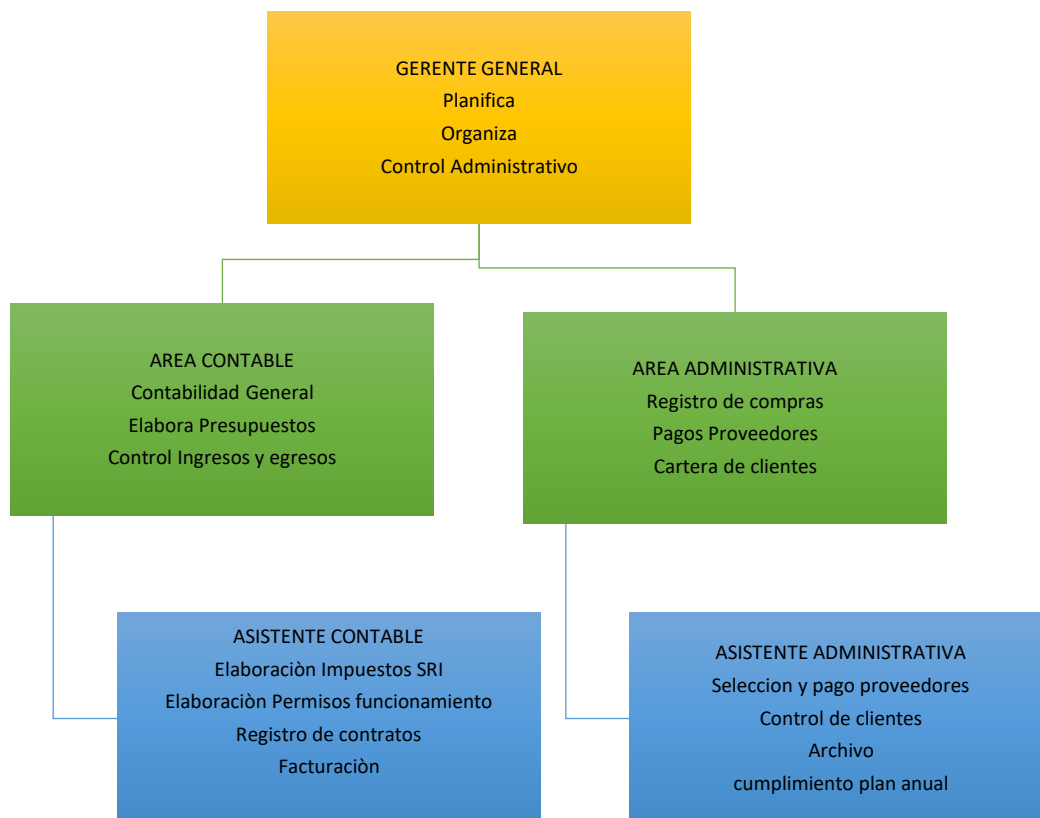 GERENTE GENERAL
Planifica
Organiza
Control Administrativo
AREA CONTABLE
Contabilidad General
Elabora Presupuestos
Control Ingresos y egresos
AREA ADMINISTRATIVA
Registro de compras
Pagos Proveedores
Cartera de clientes
ASISTENTE CONTABLE
Elaboraciòn Impuestos SRI
Elaboraciòn Permisos funcionamiento
Registro de contratos
Facturaciòn
ASISTENTE ADMINISTRATIVA
Seleccion y pago proveedores
Control de clientes
Archivo
cumplimiento plan anual